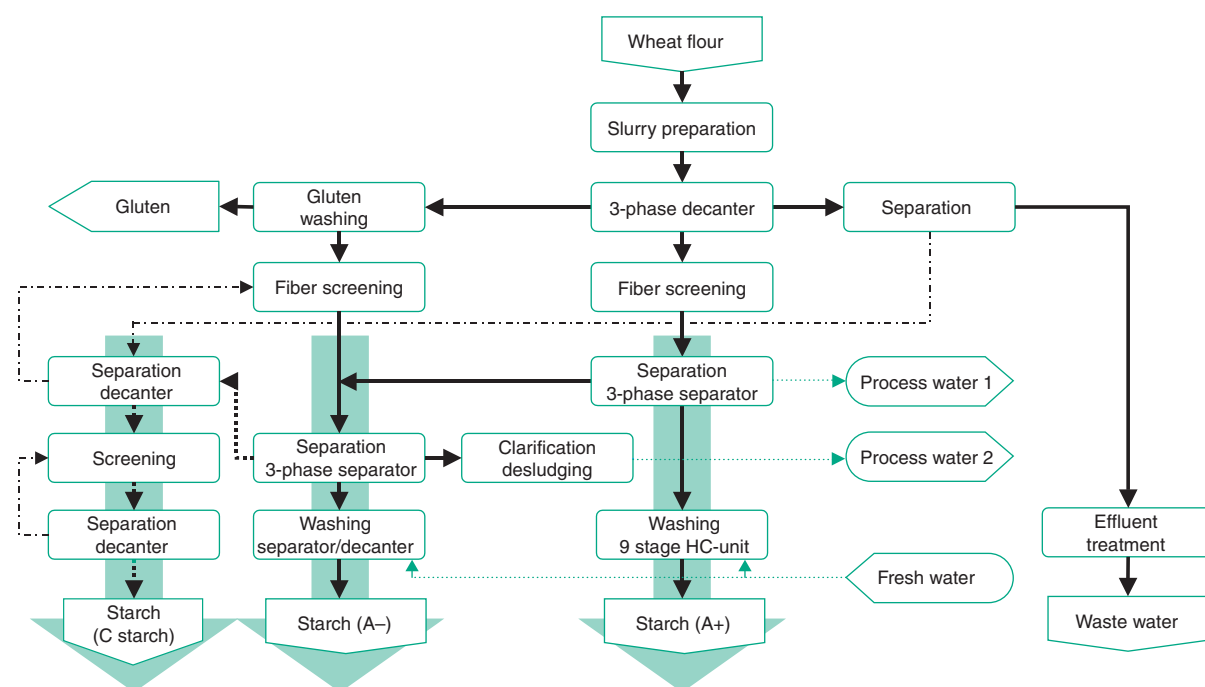 Wheat flour
Slurry preparation
Gluten
Gluten
washing
3-phase decanter
Separation
Fiber screening
Fiber screening
Separation
decanter
Separation
3-phase separator
Process water 1
Screening
Separation
3-phase separator
Clarification
desludging
Process water 2
Separation
decanter
Washing
separator/decanter
Washing
9 stage HC-unit
Effluent
treatment
Fresh water
Starch
(C starch)
Starch (A–)
Starch (A+)
Waste water